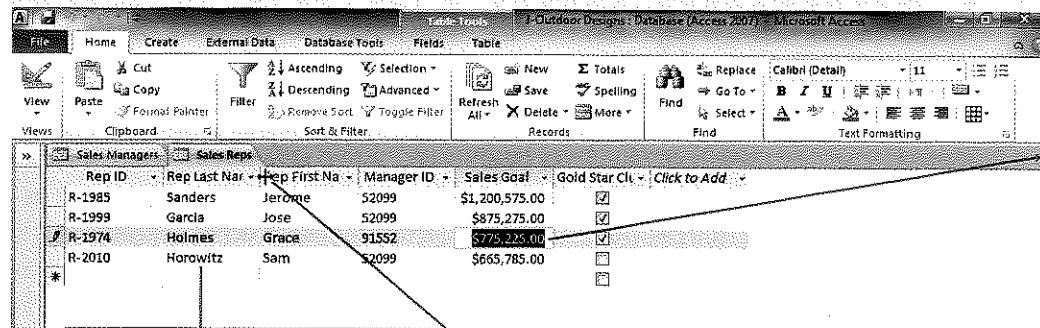 Table Tools 1-Outdoor Designs : Database (Access 2007) - Microsoft Access
File Home Create External Data Database Tools Fields Table
View
Paste
Cut
Copy
Format Painter
Filter
Ascending
Descending
Remove Sort
Selection
Advanced
Toggle Filter
Refresh All
New
Save
Delete
Totals
Spelling
More
Find
Replace
Go To
Select
Calibri (Detail) 11
B I U
A
Views Clipboard Sort & Filter Records Find Text Formatting
Sales Managers Sales Reps
Rep ID Rep Last Nar Rep First Na Manager ID Sales Goal Gold Star Clu Click to Add
R-1985 Sanders Jerome 52099 $1,200,575.00
R-1999 Garcia Jose 52099 $875,275.00
R-1974 Holmes Grace 91552 $775,225.00
R-2010 Horowitz Sam 52099 $665,785.00